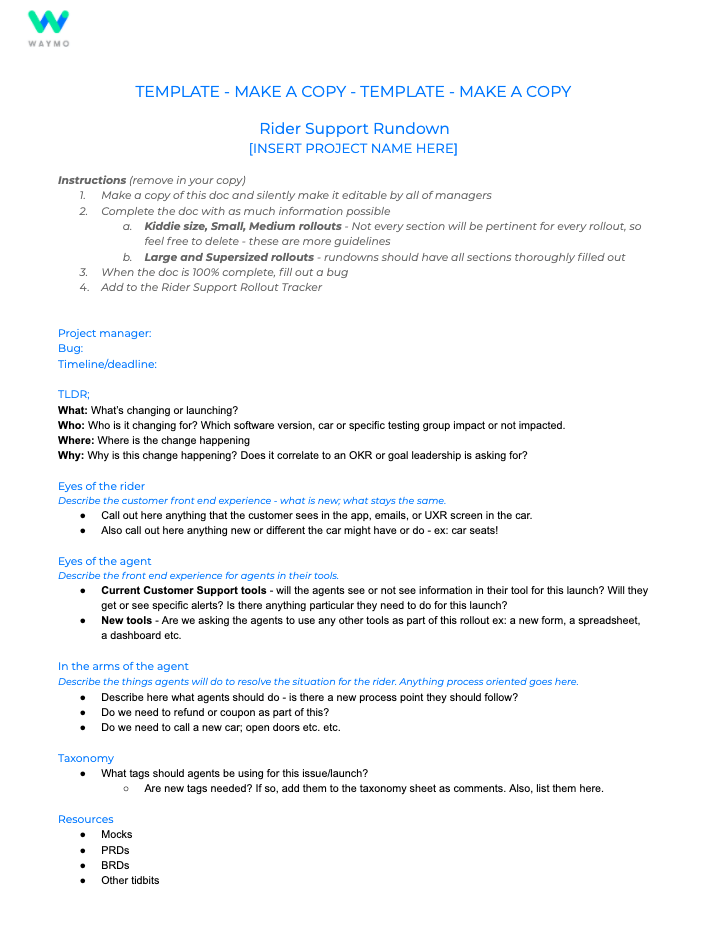 WAYMO
TEMPLATE - MAKE A COPY - TEMPLATE - MAKE A COPY
Rider Support Rundown
[INSERT PROJECT NAME HERE]
Instructions (remove in your copy)
1. Make a copy of this doc and silently make it editable by all of managers
2. Complete the doc with as much information possible
a. Kiddie size, Small, Medium rollouts - Not every section will be pertinent for every rollout, so
feel free to delete - these are more guidelines
b. Large and Supersized rollouts - rundowns should have all sections thoroughly filled out
3. When the doc is 100% complete, fill out a bug
4. Add to the Rider Support Rollout Tracker
Project manager:
Bug:
Timeline/deadline:
TLDR;
What: What's changing or launching?
Who: Who is it changing for? Which software version, car or specific testing group impact or not impacted.
Where: Where is the change happening
Why: Why is this change happening? Does it correlate to an OKR or goal leadership is asking for?
Eyes of the rider
Describe the customer front end experience - what is new; what stays the same.
● Call out here anything that the customer sees in the app, emails, or UXR screen in the car.
● Also call out here anything new or different the car might have or do - ex: car seats!
Eyes of the agent
Describe the front end experience for agents in their tools.
● Current Customer Support tools - will the agents see or not see information in their tool for this launch? Will they
get or see specific alerts? Is there anything particular they need to do for this launch?
● New tools - Are we asking the agents to use any other tools as part of this rollout ex: a new form, a spreadsheet,
a dashboard etc.
In the arms of the agent
Describe the things agents will do to resolve the situation for the rider. Anything process oriented goes here.
● Describe here what agents should do - is there a new process point they should follow?
● Do we need to refund or coupon as part of this?
● Do we need to call a new car; open doors etc. etc.
Taxonomy
● What tags should agents be using for this issue/launch?
○ Are new tags needed? If so, add them to the taxonomy sheet as comments. Also, list them here.
Resources
● Mocks
● PRDs
● BRDs
● Other tidbits